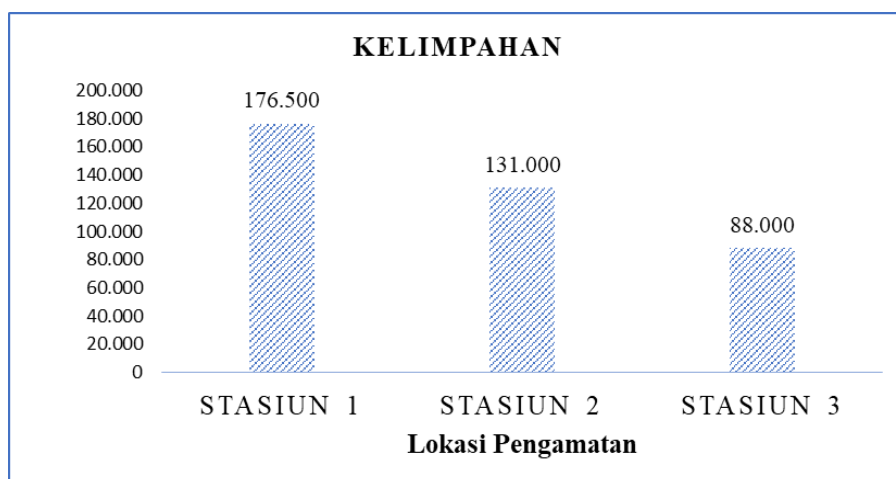 KELIMPAHAN
200.000
180.000
160.000
140.000
120.000
100.000
80.000
60.000
40.000
20.000
0
176.500
131.000
88.000
STASIUN 1
STASIUN 2
STASIUN 3
Lokasi Pengamatan